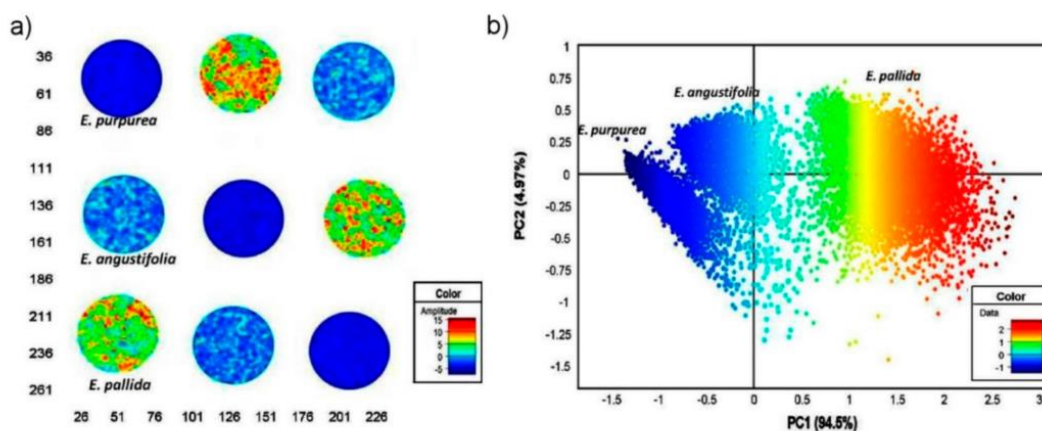 a)
36
61
E. purpurea
86
111
136
161
E. angustifolia
186
211
236
E. pallida
261
26 51 76 101 126 151 176 201 226
Color
Amplitude
15
10
5
0
-5
b)
1
0.75
0.5
0.25
0
-0.25
-0.5
-0.75
-1
-1.25
-1.5
PC2 (4.97%)
E. purpurea
E. angustifolia
E. pallida
-1.5 -1 -0.5 0 0.5 1 1.5 2 2.5 3
PC1 (94.5%)
Color
Data
2
1
0
-1